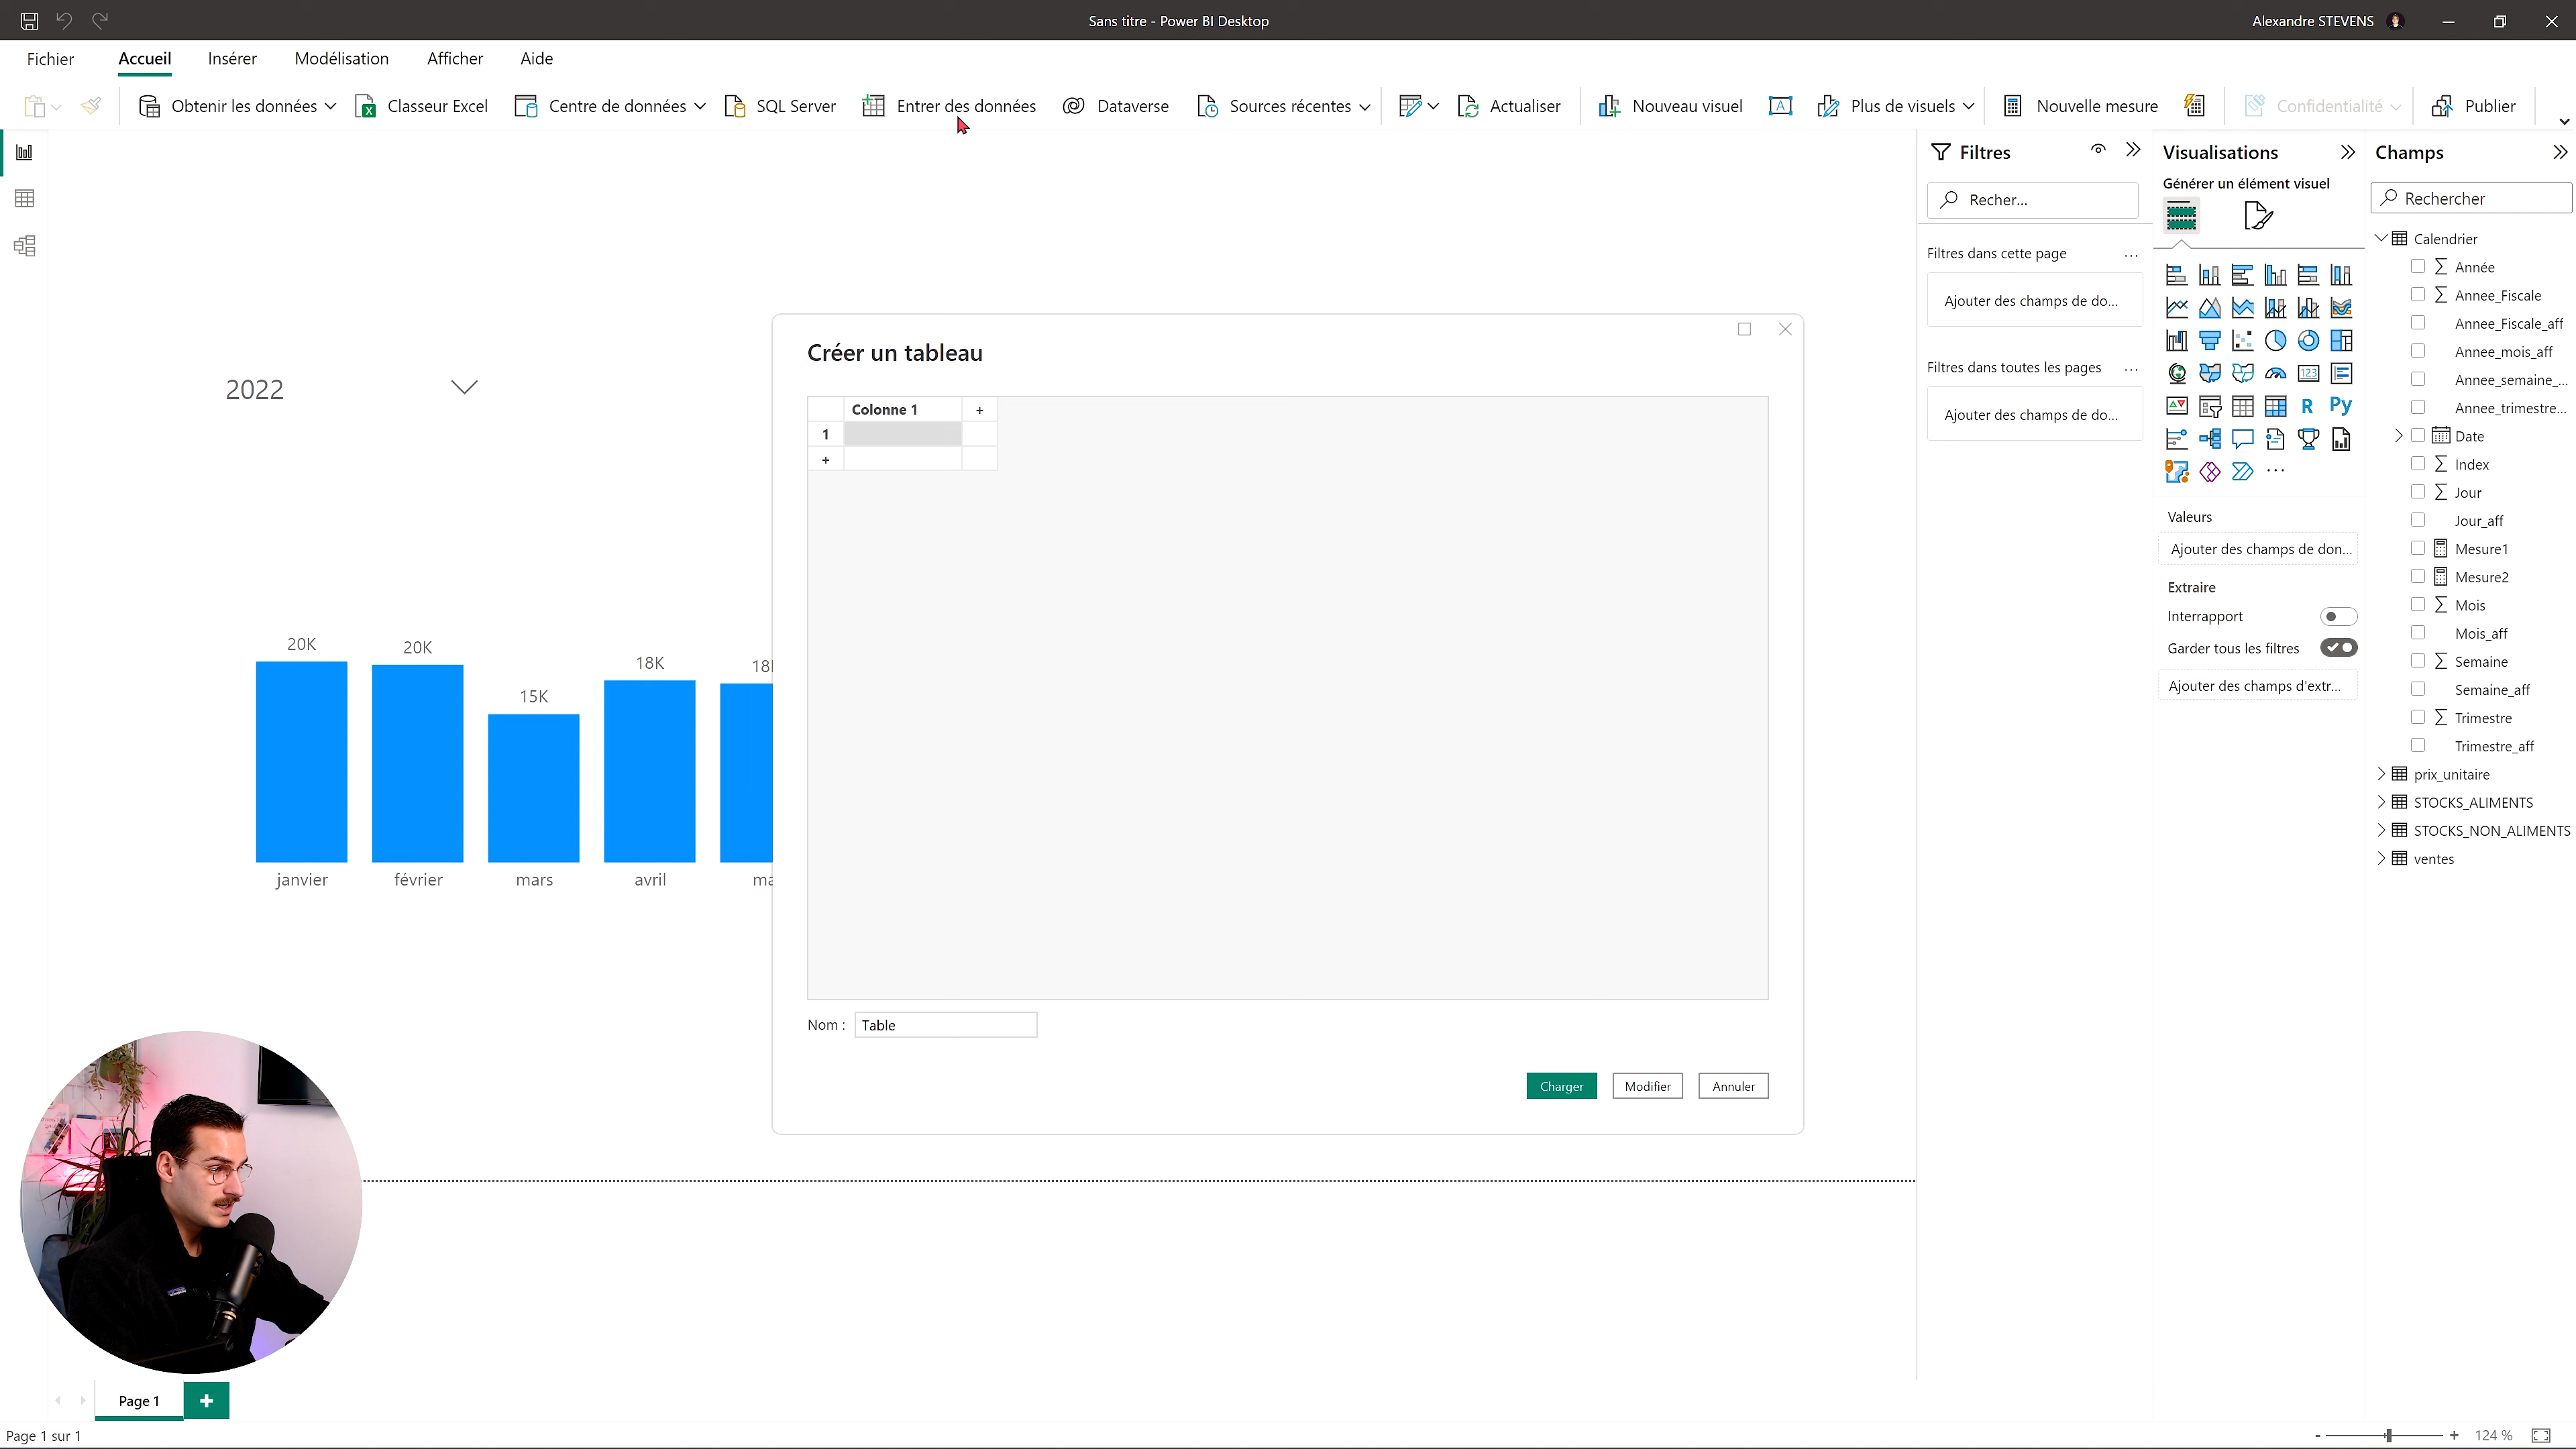 Sans titre - Power BI Desktop
Alexandre STEVENS
Fichier
Accueil
Insérer
Modélisation
Afficher
Aide
Obtenir les données
Classeur Excel
Centre de données
SQL Server
Entrer des données
Dataverse
Sources récentes
Actualiser
Nouveau visuel
Plus de visuels
Nouvelle mesure
Confidentialité
Publier
2022
20K
20K
15K
18K
janvier
février
mars
avril
Créer un tableau
Colonne 1
+
1
+
Nom :
Table
Charger
Modifier
Annuler
Filtres
Recher...
Filtres dans cette page
...
Ajouter des champs de do...
Filtres dans toutes les pages
...
Ajouter des champs de do...
Visualisations
Générer un élément visuel
123
R
Py
...
Valeurs
Ajouter des champs de don...
Extraire
Interrapport
Garder tous les filtres
Ajouter des champs d'extr...
Champs
Rechercher
Calendrier
Année
Annee_Fiscale
Annee_Fiscale_aff
Annee_mois_aff
Annee_semaine_...
Annee_trimestre...
Date
Index
Jour
Jour_aff
Mesure1
Mesure2
Mois
Mois_aff
Semaine
Semaine_aff
Trimestre
Trimestre_aff
prix_unitaire
STOCKS_ALIMENTS
STOCKS_NON_ALIMENTS
ventes
Page 1
+
Page 1 sur 1
- + 124 %